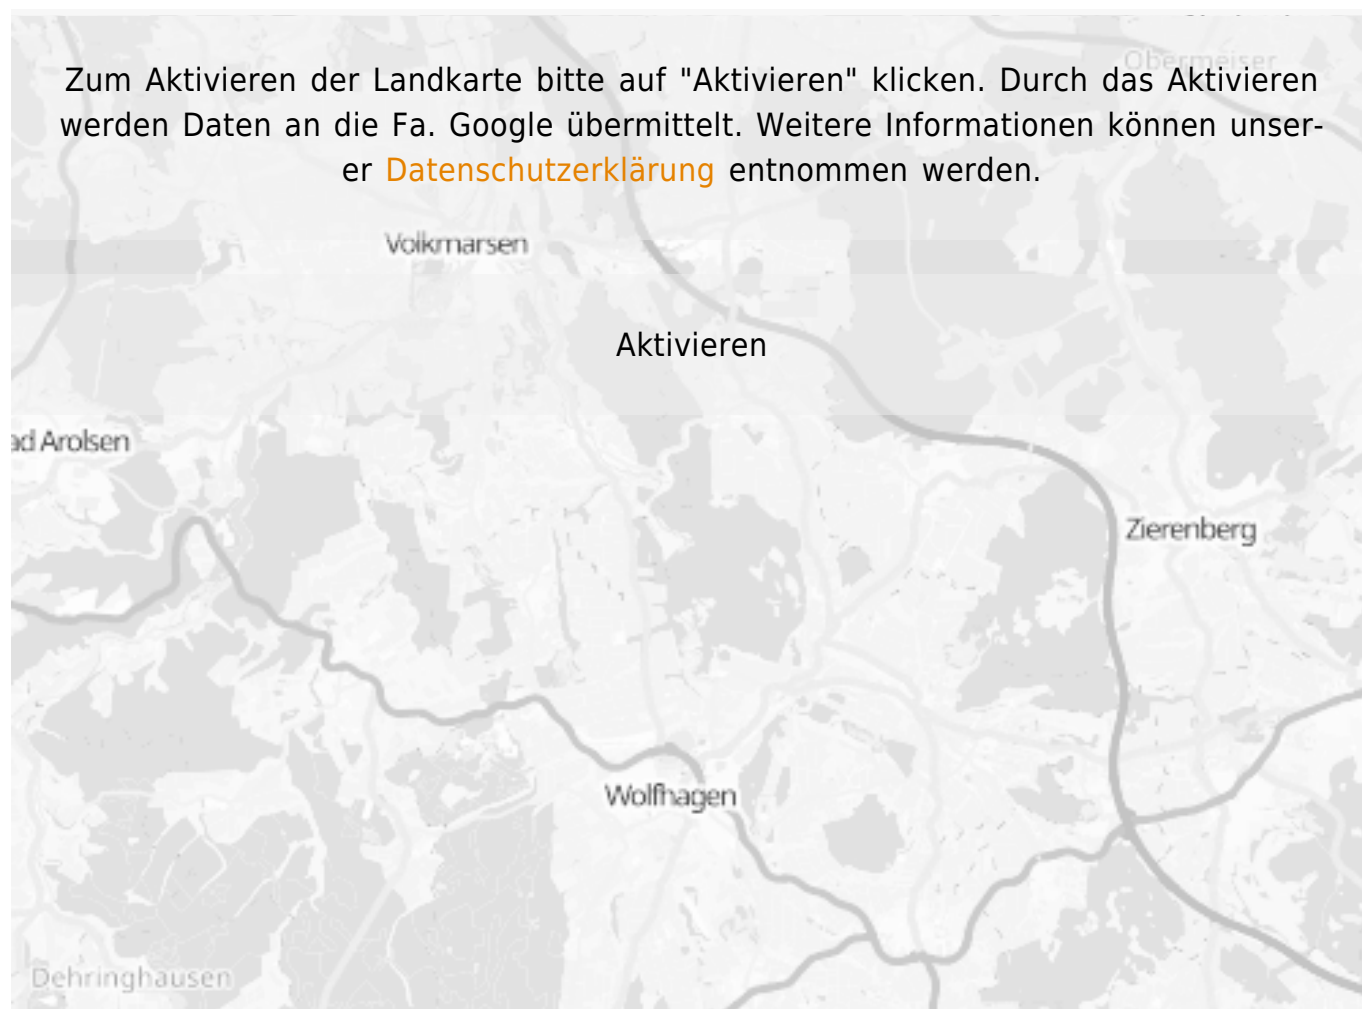 Obermeiser
Zum Aktivieren der Landkarte bitte auf "Aktivieren" klicken. Durch das Aktivieren
werden Daten an die Fa. Google übermittelt. Weitere Informationen können unser-
er Datenschutzerklärung entnommen werden.
Volkmarsen
Aktivieren
ad Arolsen
Zierenberg
Wolfhagen
Dehringhausen